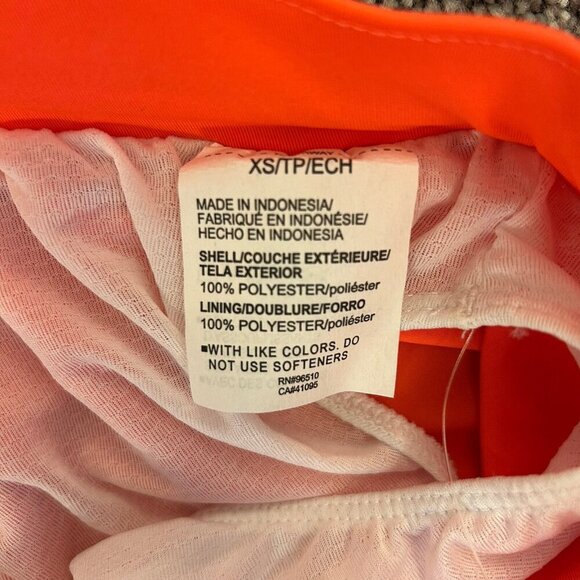 XS/TP/ECH
MADE IN INDONESIA/
FABRIQUÉ EN INDONÉSIE/
HECHO EN INDONESIA
SHELL/COUCHE EXTÉRIEURE/
TELA EXTERIOR
100% POLYESTER/poliéster
LINING/DOUBLURE/FORRO
100% POLYESTER/poliéster
■WITH LIKE COLORS. DO
NOT USE SOFTENERS
RN#96510
CA#41095